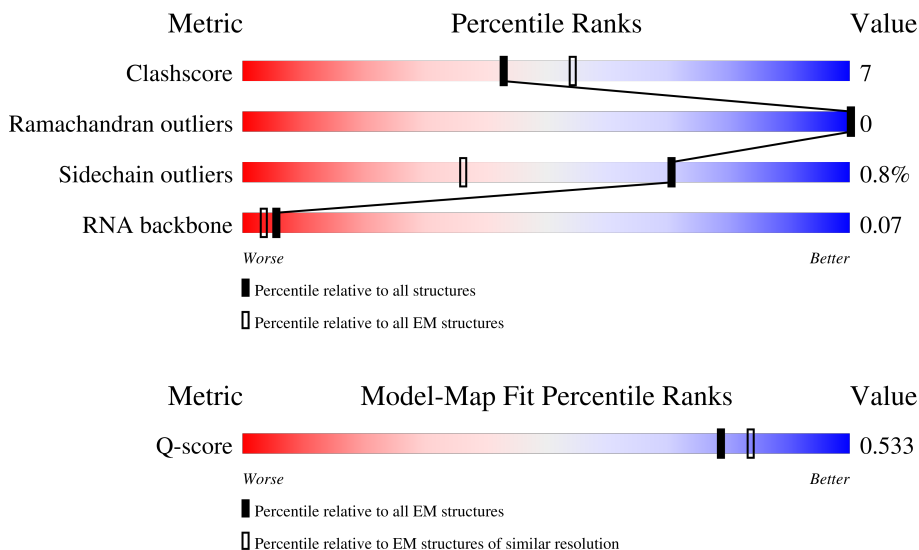 Metric Percentile Ranks Value
Clashscore 7
Ramachandran outliers 0
Sidechain outliers 0.8%
RNA backbone 0.07
Worse Better
Percentile relative to all structures
Percentile relative to all EM structures
Metric Model-Map Fit Percentile Ranks Value
Q-score 0.533
Worse Better
Percentile relative to all EM structures
Percentile relative to EM structures of similar resolution